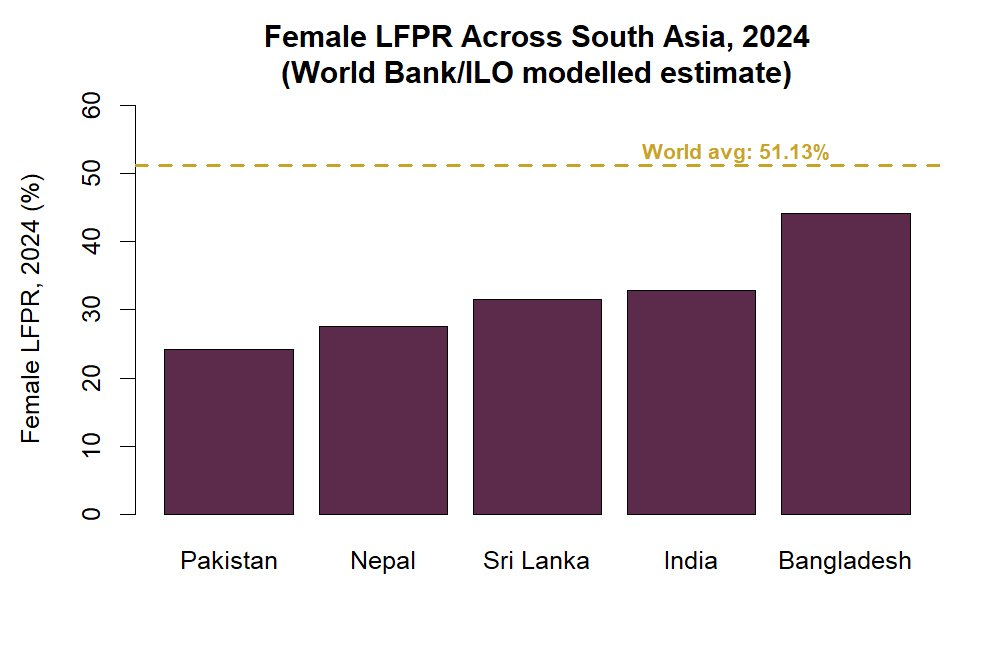 Female LFPR Across South Asia, 2024
(World Bank/ILO modelled estimate)
Female LFPR, 2024 (%)
60
50
40
30
20
10
0
World avg: 51.13%
Pakistan Nepal Sri Lanka India Bangladesh